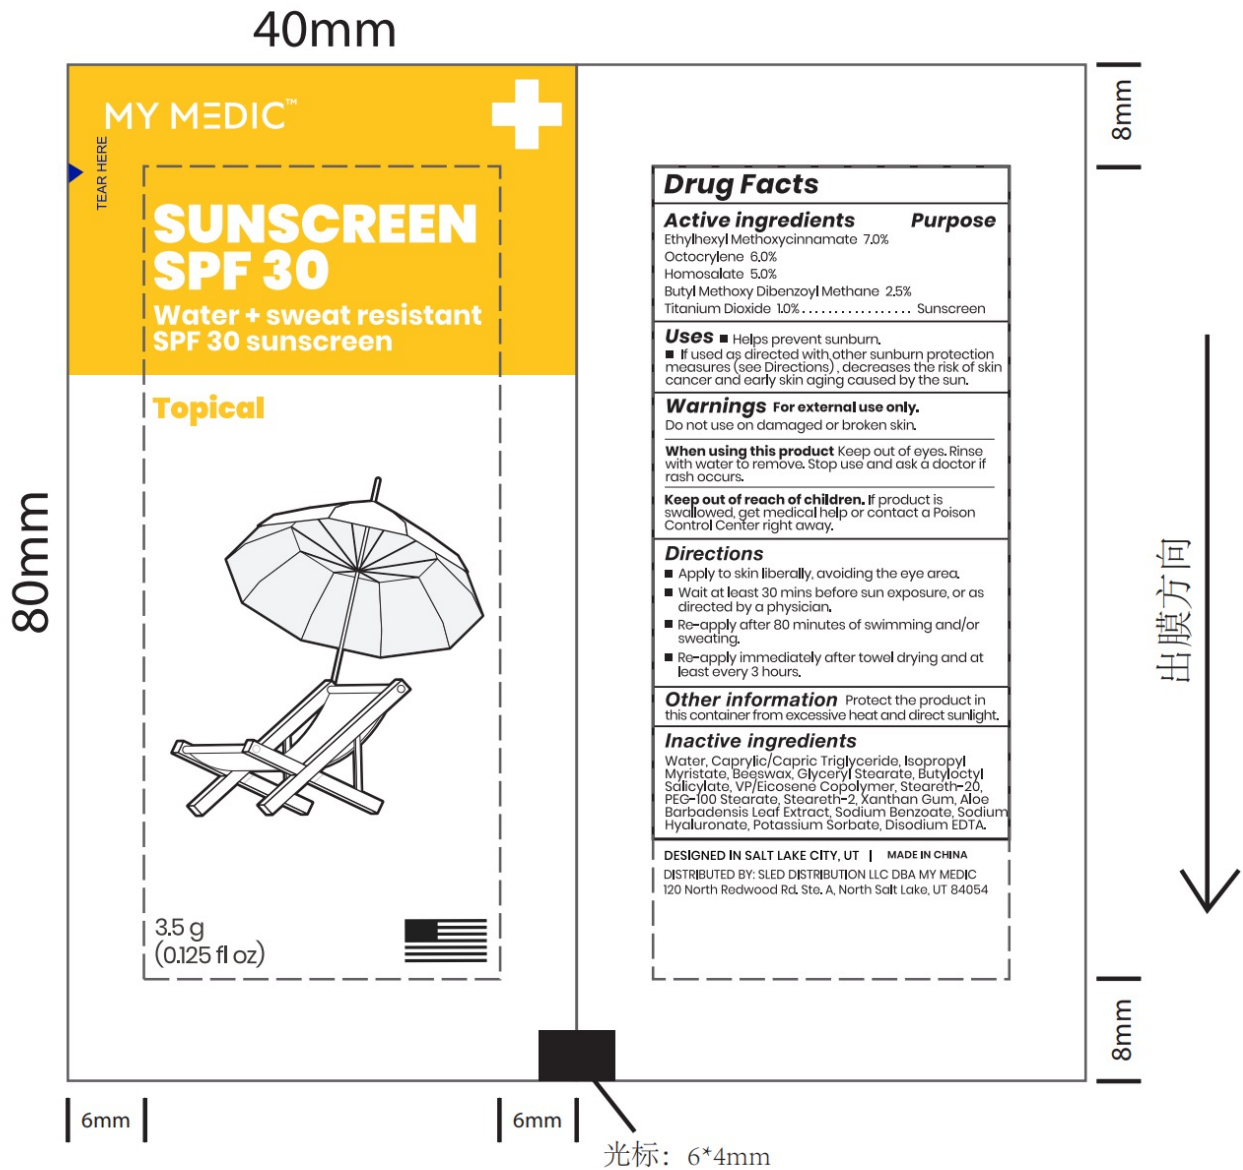 40mm
MY MEDIC™
TEAR HERE
SUNSCREEN
SPF 30
Water + sweat resistant
SPF 30 sunscreen
Topical
80mm
3.5 g
(0.125 fl oz)
6mm
6mm
Drug Facts
Active ingredients Purpose
Ethylhexyl Methoxycinnamate 7.0%
Octocrylene 6.0%
Homosalate 5.0%
Butyl Methoxy Dibenzoyl Methane 2.5%
Titanium Dioxide 1.0% ................. Sunscreen
Uses ■ Helps prevent sunburn.
■ If used as directed with other sunburn protection
measures (see Directions) , decreases the risk of skin
cancer and early skin aging caused by the sun.
Warnings For external use only.
Do not use on damaged or broken skin.
When using this product Keep out of eyes. Rinse
with water to remove. Stop use and ask a doctor if
rash occurs.
Keep out of reach of children. If product is
swallowed, get medical help or contact a Poison
Control Center right away.
Directions
■ Apply to skin liberally, avoiding the eye area.
■ Wait at least 30 mins before sun exposure, or as
directed by a physician.
■ Re-apply after 80 minutes of swimming and/or
sweating.
■ Re-apply immediately after towel drying and at
least every 3 hours.
Other information Protect the product in
this container from excessive heat and direct sunlight.
Inactive ingredients
Water, Caprylic/Capric Triglyceride, Isopropyl
Myristate, Beeswax, Glyceryl Stearate, Butyloctyl
Salicylate, VP/Eicosene Copolymer, Steareth-20,
PEG-100 Stearate, Steareth-2, Xanthan Gum, Aloe
Barbadensis Leaf Extract, Sodium Benzoate, Sodium
Hyaluronate, Potassium Sorbate, Disodium EDTA.
DESIGNED IN SALT LAKE CITY, UT | MADE IN CHINA
DISTRIBUTED BY: SLED DISTRIBUTION LLC DBA MY MEDIC
120 North Redwood Rd. Ste. A, North Salt Lake, UT 84054
8mm
出膜方向
8mm
光标：6*4mm